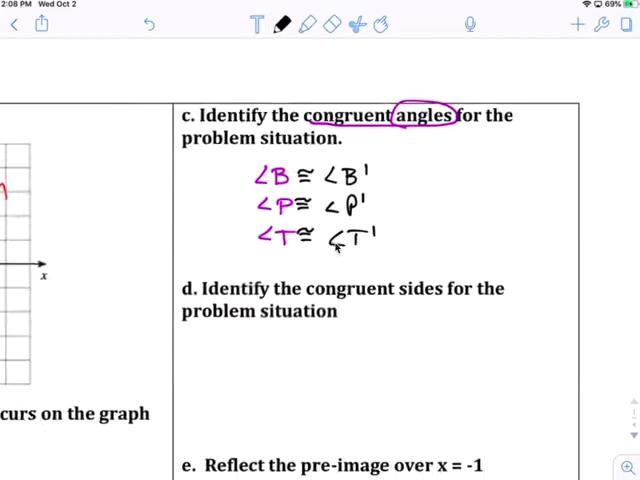 2:08 PM Wed Oct 2
69%
T
c. Identify the congruent angles for the
problem situation.
∠B ≅ ∠B'
∠P ≅ ∠P'
∠T ≅ ∠T'
x
d. Identify the congruent sides for the
problem situation
curs on the graph
e. Reflect the pre-image over x = -1